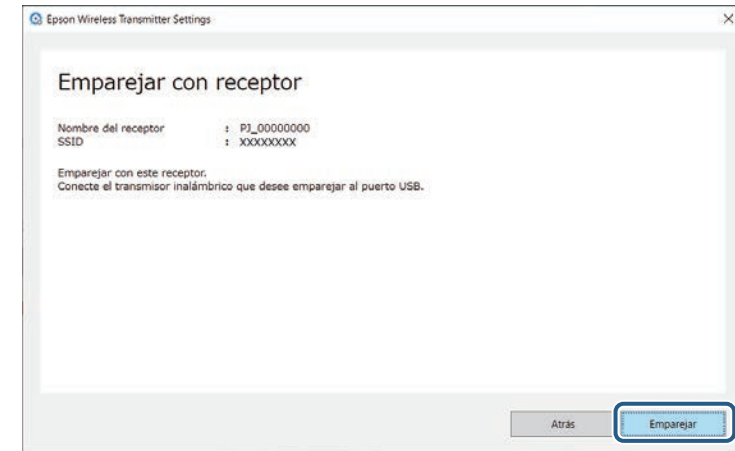 Epson Wireless Transmitter Settings
Emparejar con receptor
Nombre del receptor : PJ_00000000
SSID : XXXXXXXX
Emparejar con este receptor.
Conecte el transmisor inalámbrico que desee emparejar al puerto USB.
Atrás Emparejar